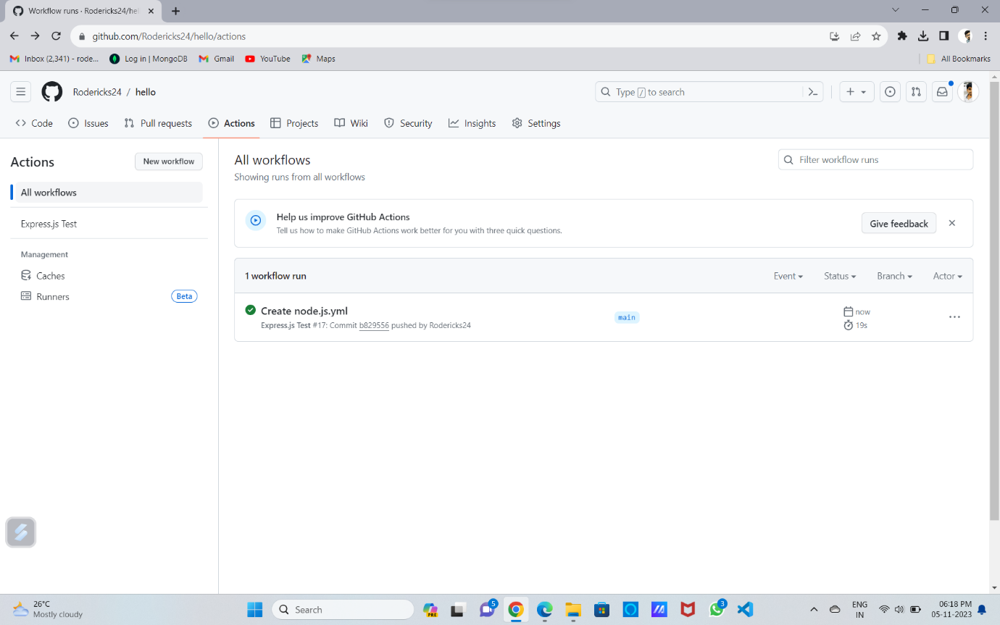 Workflow runs · Rodericks24/hel
github.com/Rodericks24/hello/actions
Inbox (2,341) - rode... Log in | MongoDB Gmail YouTube Maps All Bookmarks
Rodericks24 / hello Type / to search
Code Issues Pull requests Actions Projects Wiki Security Insights Settings
Actions New workflow
All workflows
Express.js Test
Management
Caches
Runners Beta
All workflows Filter workflow runs
Showing runs from all workflows
Help us improve GitHub Actions
Tell us how to make GitHub Actions work better for you with three quick questions.
Give feedback
1 workflow run Event Status Branch Actor
Create node.js.yml main now
Express.js Test #17: Commit b829556 pushed by Rodericks24 19s
26°C
Mostly cloudy
Search
PRE
5
3
ENG
IN
06:18 PM
05-11-2023